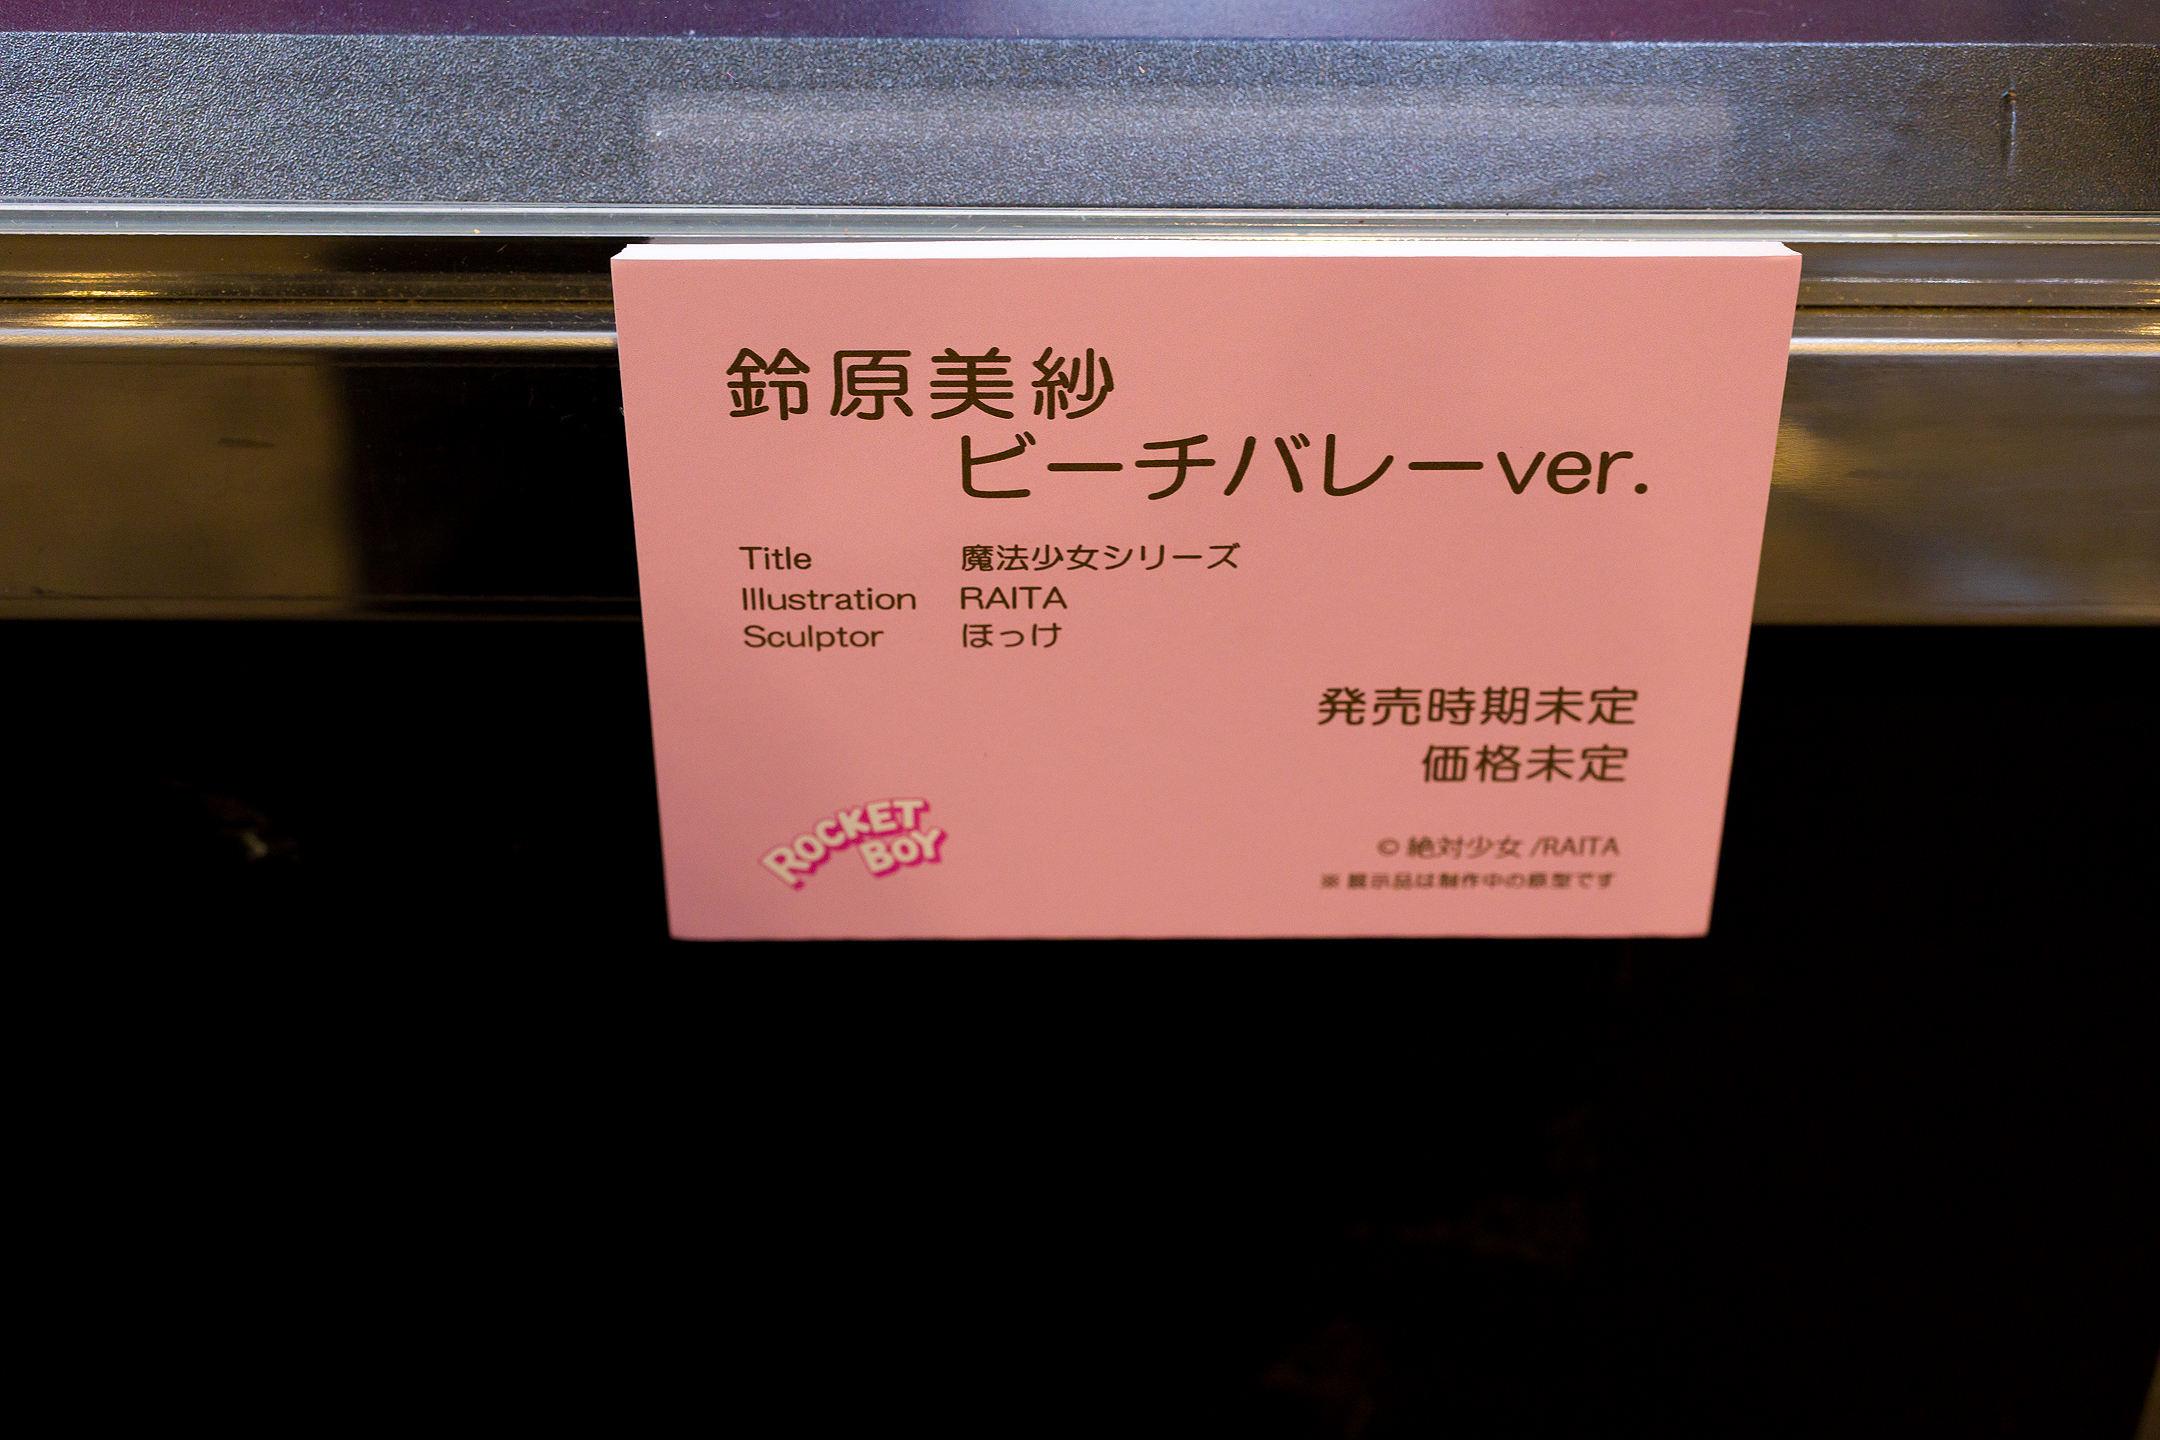 鈴原美紗
ビーチバレーver.
Title 魔法少女シリーズ
Illustration RAITA
Sculptor ほっけ
発売時期未定
価格未定
ROCKET
BOY
© 絶対少女 /RAITA
※ 展示品は制作中の原型です